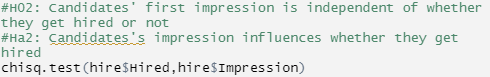 #H02: Candidates' first impression is independent of whether
they get hired or not
#Ha2: Candidates's impression influences whether they get
hired
chisq.test(hire$Hired,hire$Impression)